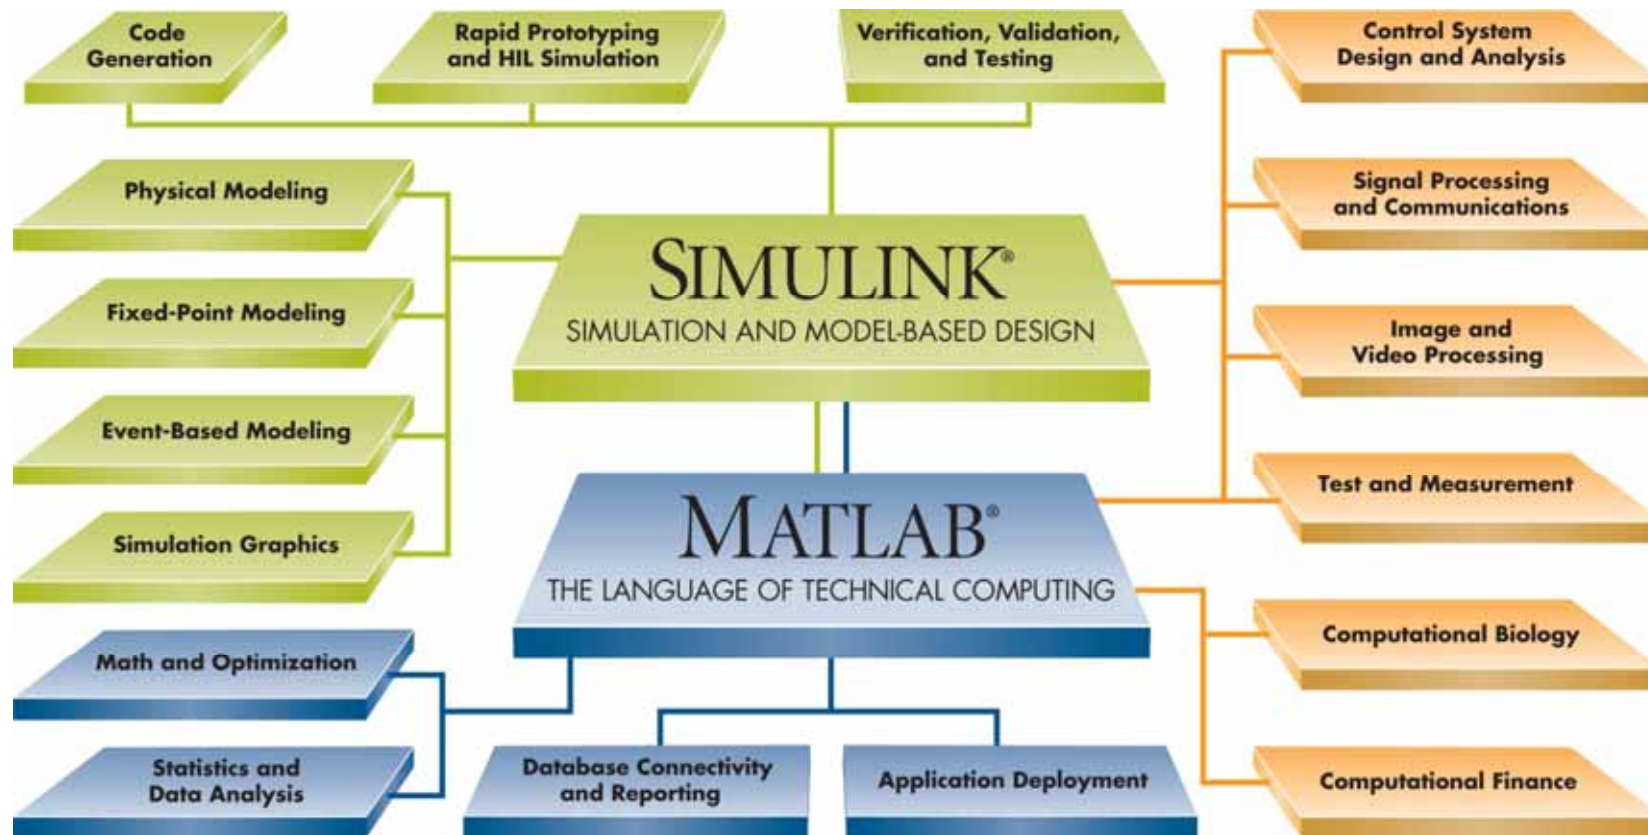 Code
Generation
Rapid Prototyping
and HIL Simulation
Verification, Validation,
and Testing
Control System
Design and Analysis
Physical Modeling
Signal Processing
and Communications
SIMULINK®
SIMULATION AND MODEL-BASED DESIGN
Fixed-Point Modeling
Image and
Video Processing
Event-Based Modeling
Test and Measurement
MATLAB®
THE LANGUAGE OF TECHNICAL COMPUTING
Simulation Graphics
Math and Optimization
Computational Biology
Statistics and
Data Analysis
Database Connectivity
and Reporting
Application Deployment
Computational Finance